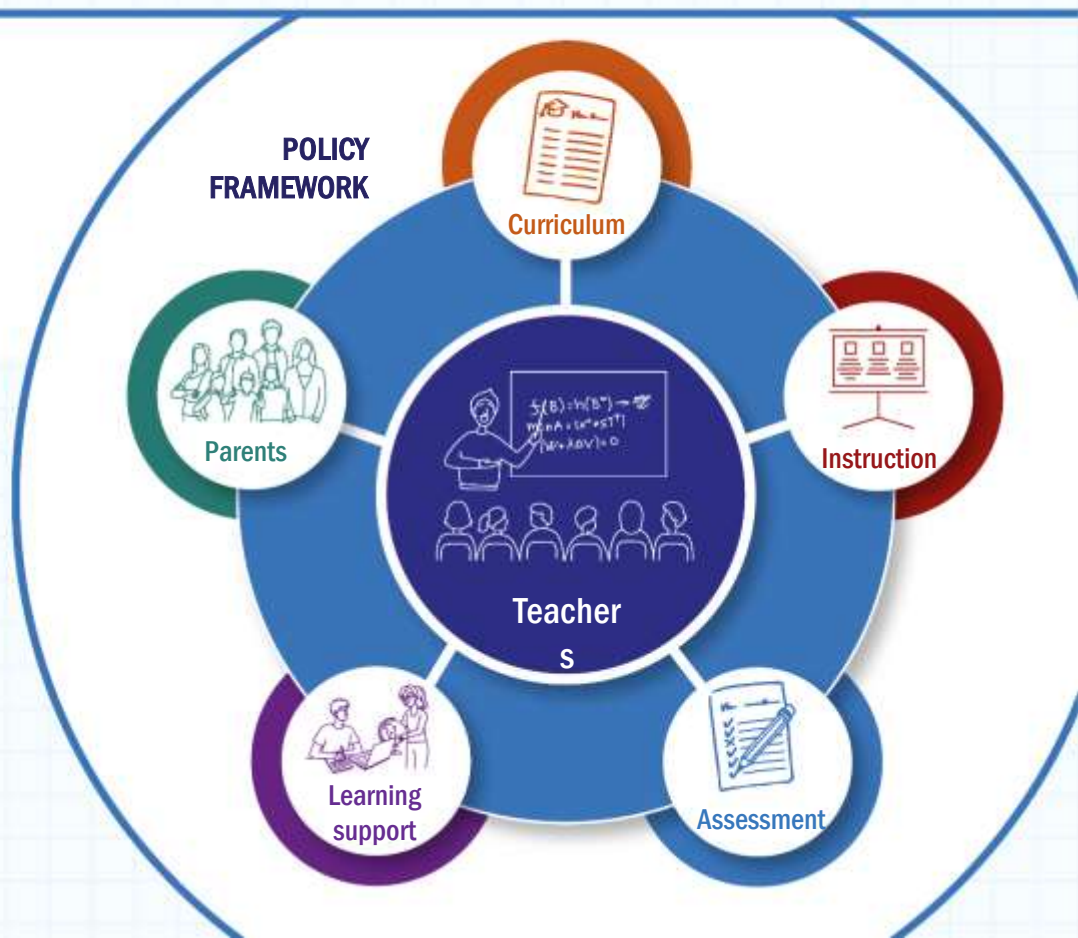 POLICY
FRAMEWORK
Curriculum
Parents
Instruction
Teacher
s
Learning
support
Assessment